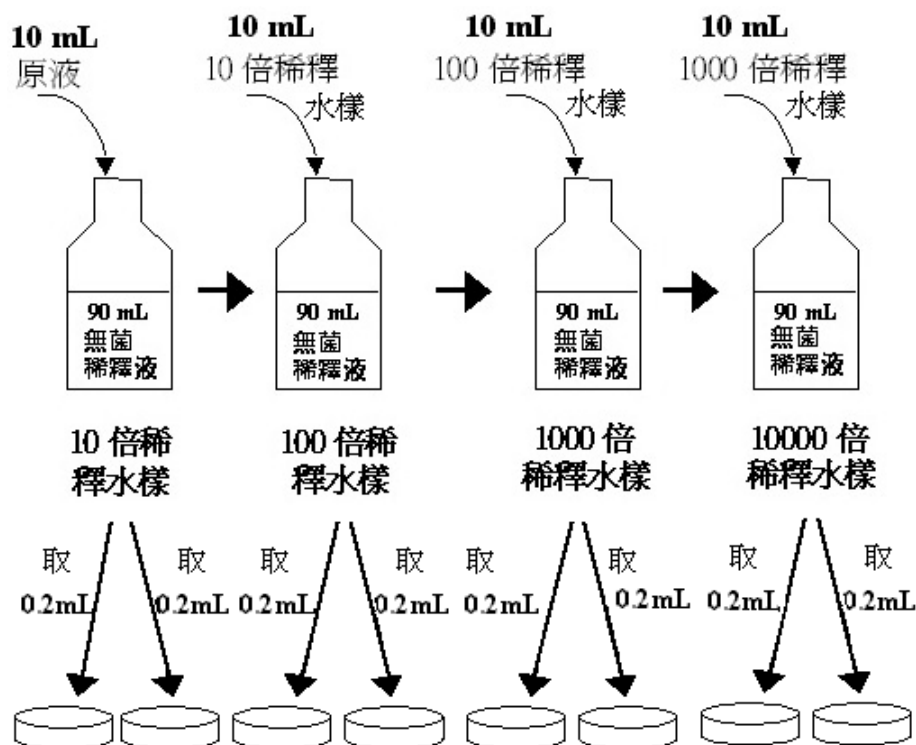 10 mL
原液
10 mL
10 倍稀釋
水樣
10 mL
100 倍稀釋
水樣
10 mL
1000 倍稀釋
水樣
90 mL
無菌
稀釋液
90 mL
無菌
稀釋液
90 mL
無菌
稀釋液
90 mL
無菌
稀釋液
10 倍稀
釋水樣
100 倍稀
釋水樣
1000 倍
稀釋水樣
10000 倍
稀釋水樣
取
0.2mL
取
0.2mL
取
0.2mL
取
0.2mL
取
0.2mL
取
0.2mL
取
0.2mL
取
0.2mL